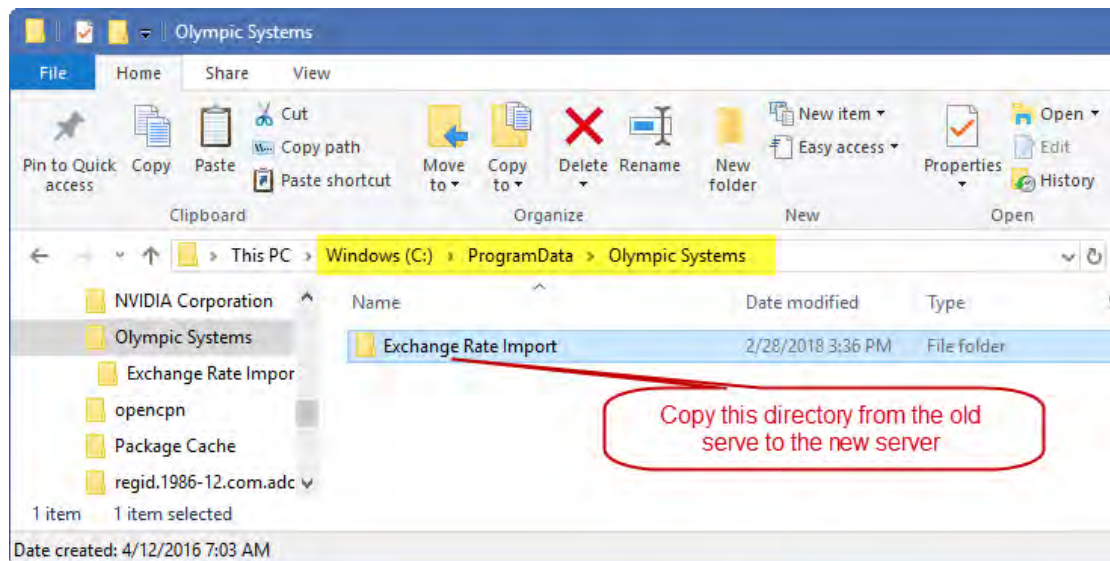 Olympic Systems
File Home Share View
Pin to Quick access
Copy
Paste
Cut
Copy path
Paste shortcut
Move to
Copy to
Delete
Rename
New folder
New item
Easy access
Properties
Open
Edit
History
Clipboard Organize New Open
This PC Windows (C:) ProgramData Olympic Systems
NVIDIA Corporation
Olympic Systems
Exchange Rate Impor
opencpn
Package Cache
regid.1986-12.com.adc
Name Date modified Type
Exchange Rate Import 2/28/2018 3:36 PM File folder
Copy this directory from the old
serve to the new server
1 item 1 item selected
Date created: 4/12/2016 7:03 AM